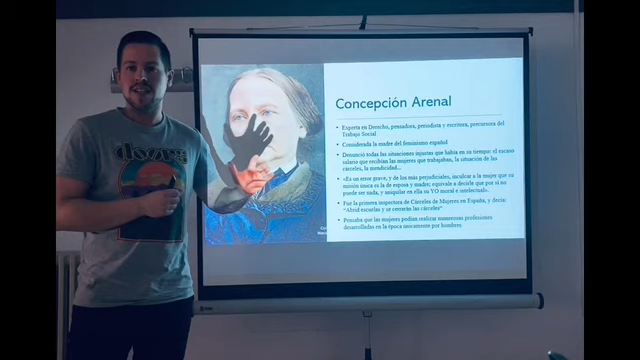 the
doors
Concepción Arenal
• Experta en Derecho, pensadora, periodista y escritora, precursora del
Trabajo Social
• Considerada la madre del feminismo español
• Denunció todas las situaciones injustas que había en su tiempo: el escaso
salario que recibían las mujeres que trabajaban, la situación de las
cárceles, la mendicidad...
• «Es un error grave, y de los más perjudiciales, inculcar a la mujer que su
misión única es la de esposa y madre; equivale a decirle que por sí no
puede ser nada, y aniquilar en ella su YO moral e intelectual».
• Fue la primera inspectora de Cárceles de Mujeres en España, y decía:
“Abrid escuelas y se cerrarán las cárceles”
• Pensaba que las mujeres podían realizar numerosas profesiones
desarrolladas en la época únicamente por hombres.